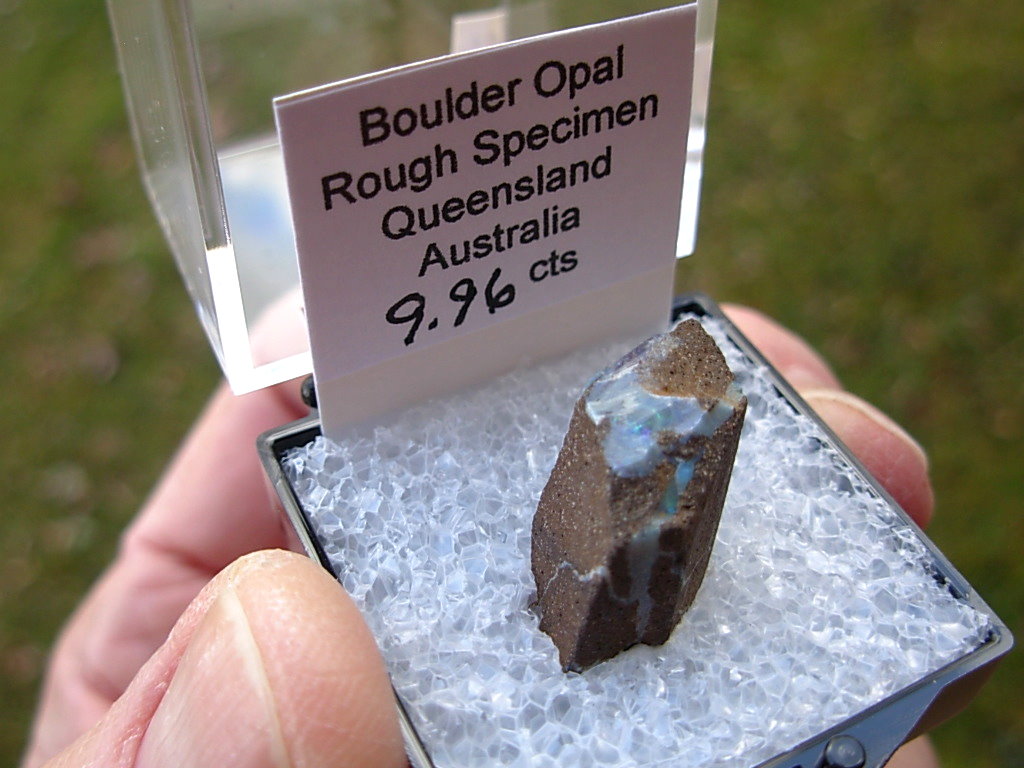 Boulder Opal
Rough Specimen
Queensland
Australia
9.96 cts